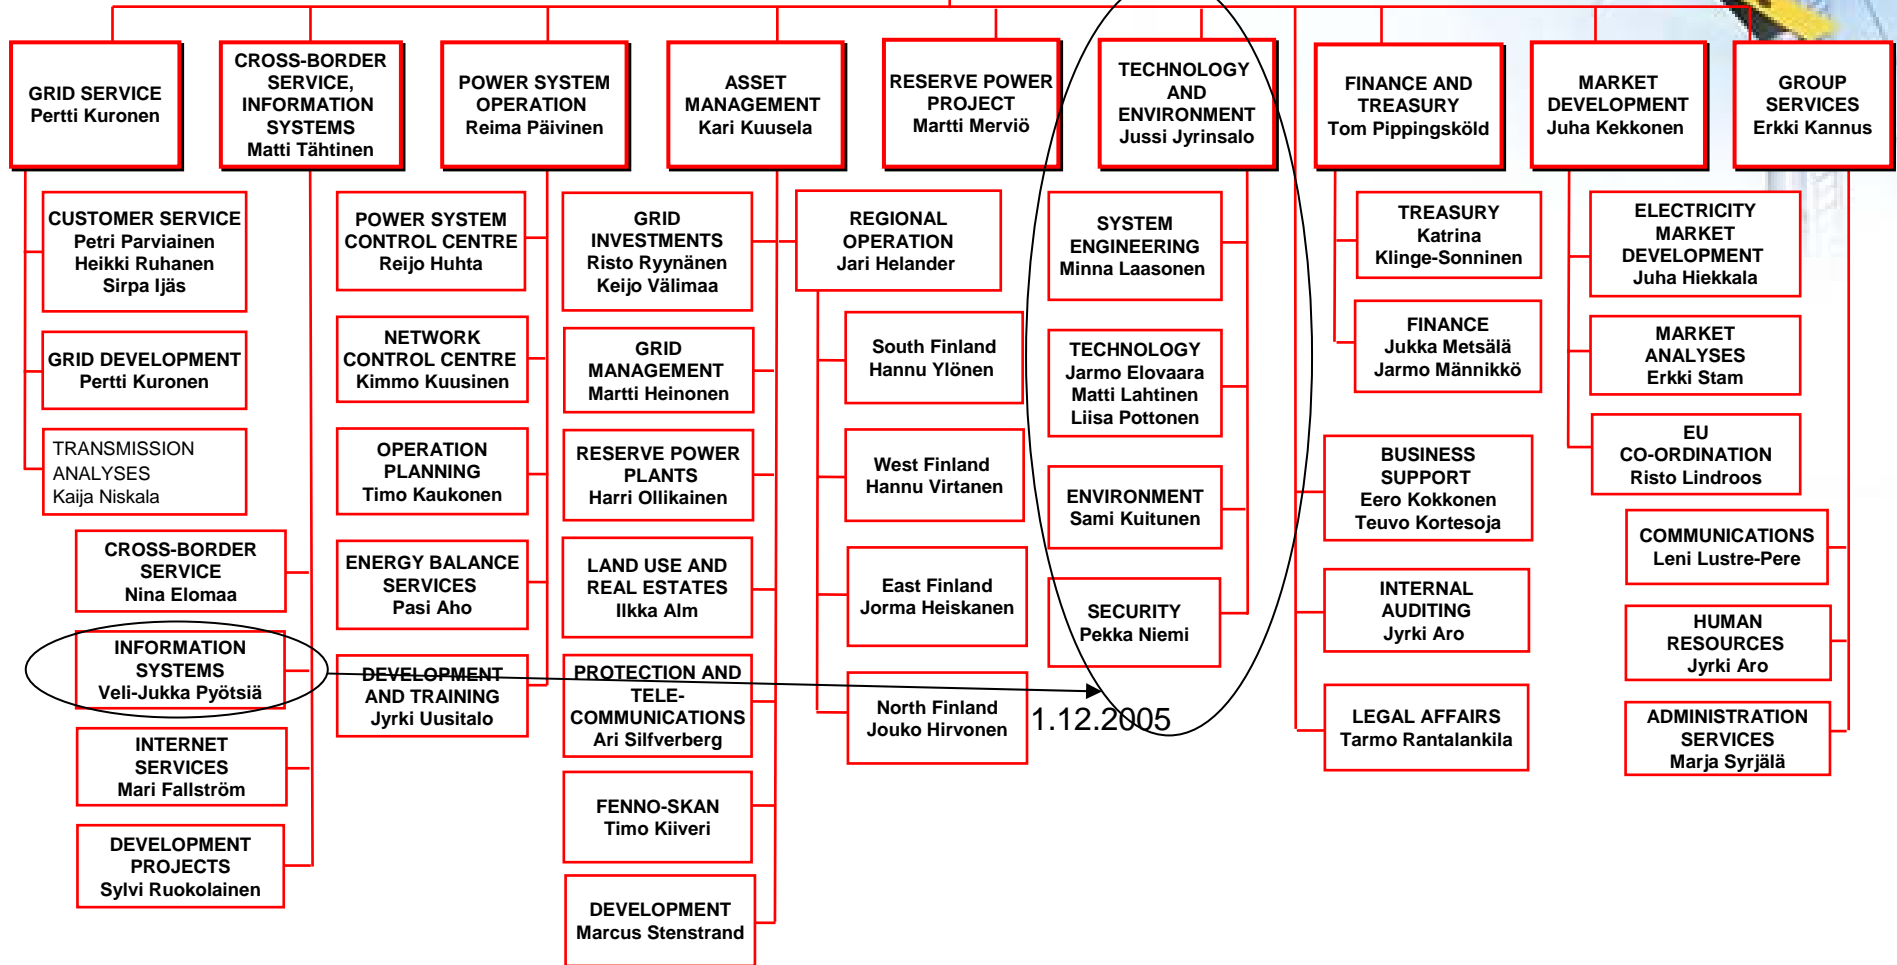 GRID SERVICE
Pertti Kuronen
CROSS-BORDER
SERVICE,
INFORMATION
SYSTEMS
Matti Tähtinen
POWER SYSTEM
OPERATION
Reima Päivinen
ASSET
MANAGEMENT
Kari Kuusela
RESERVE POWER
PROJECT
Martti Merviö
TECHNOLOGY
AND
ENVIRONMENT
Jussi Jyrinsalo
FINANCE AND
TREASURY
Tom Pippingsköld
MARKET
DEVELOPMENT
Juha Kekkonen
GROUP
SERVICES
Erkki Kannus
CUSTOMER SERVICE
Petri Parviainen
Heikki Ruhanen
Sirpa Ijäs
GRID DEVELOPMENT
Pertti Kuronen
TRANSMISSION
ANALYSES
Kaija Niskala
CROSS-BORDER
SERVICE
Nina Elomaa
INFORMATION
SYSTEMS
Veli-Jukka Pyötsiä
INTERNET
SERVICES
Mari Fallström
DEVELOPMENT
PROJECTS
Sylvi Ruokolainen
POWER SYSTEM
CONTROL CENTRE
Reijo Huhta
NETWORK
CONTROL CENTRE
Kimmo Kuusinen
OPERATION
PLANNING
Timo Kaukonen
ENERGY BALANCE
SERVICES
Pasi Aho
DEVELOPMENT
AND TRAINING
Jyrki Uusitalo
GRID
INVESTMENTS
Risto Ryynänen
Keijo Välimaa
GRID
MANAGEMENT
Martti Heinonen
RESERVE POWER
PLANTS
Harri Ollikainen
LAND USE AND
REAL ESTATES
Ilkka Alm
PROTECTION AND
TELE-
COMMUNICATIONS
Ari Silfverberg
FENNO-SKAN
Timo Kiiveri
DEVELOPMENT
Marcus Stenstrand
REGIONAL
OPERATION
Jari Helander
South Finland
Hannu Ylönen
West Finland
Hannu Virtanen
East Finland
Jorma Heiskanen
North Finland
Jouko Hirvonen
1.12.2005
SYSTEM
ENGINEERING
Minna Laasonen
TECHNOLOGY
Jarmo Elovaara
Matti Lahtinen
Liisa Pottonen
ENVIRONMENT
Sami Kuitunen
SECURITY
Pekka Niemi
TREASURY
Katrina
Klinge-Sonninen
FINANCE
Jukka Metsälä
Jarmo Männikkö
BUSINESS
SUPPORT
Eero Kokkonen
Teuvo Kortesoja
INTERNAL
AUDITING
Jyrki Aro
LEGAL AFFAIRS
Tarmo Rantalankila
ELECTRICITY
MARKET
DEVELOPMENT
Juha Hiekkala
MARKET
ANALYSES
Erkki Stam
EU
CO-ORDINATION
Risto Lindroos
COMMUNICATIONS
Leni Lustre-Pere
HUMAN
RESOURCES
Jyrki Aro
ADMINISTRATION
SERVICES
Marja Syrjälä